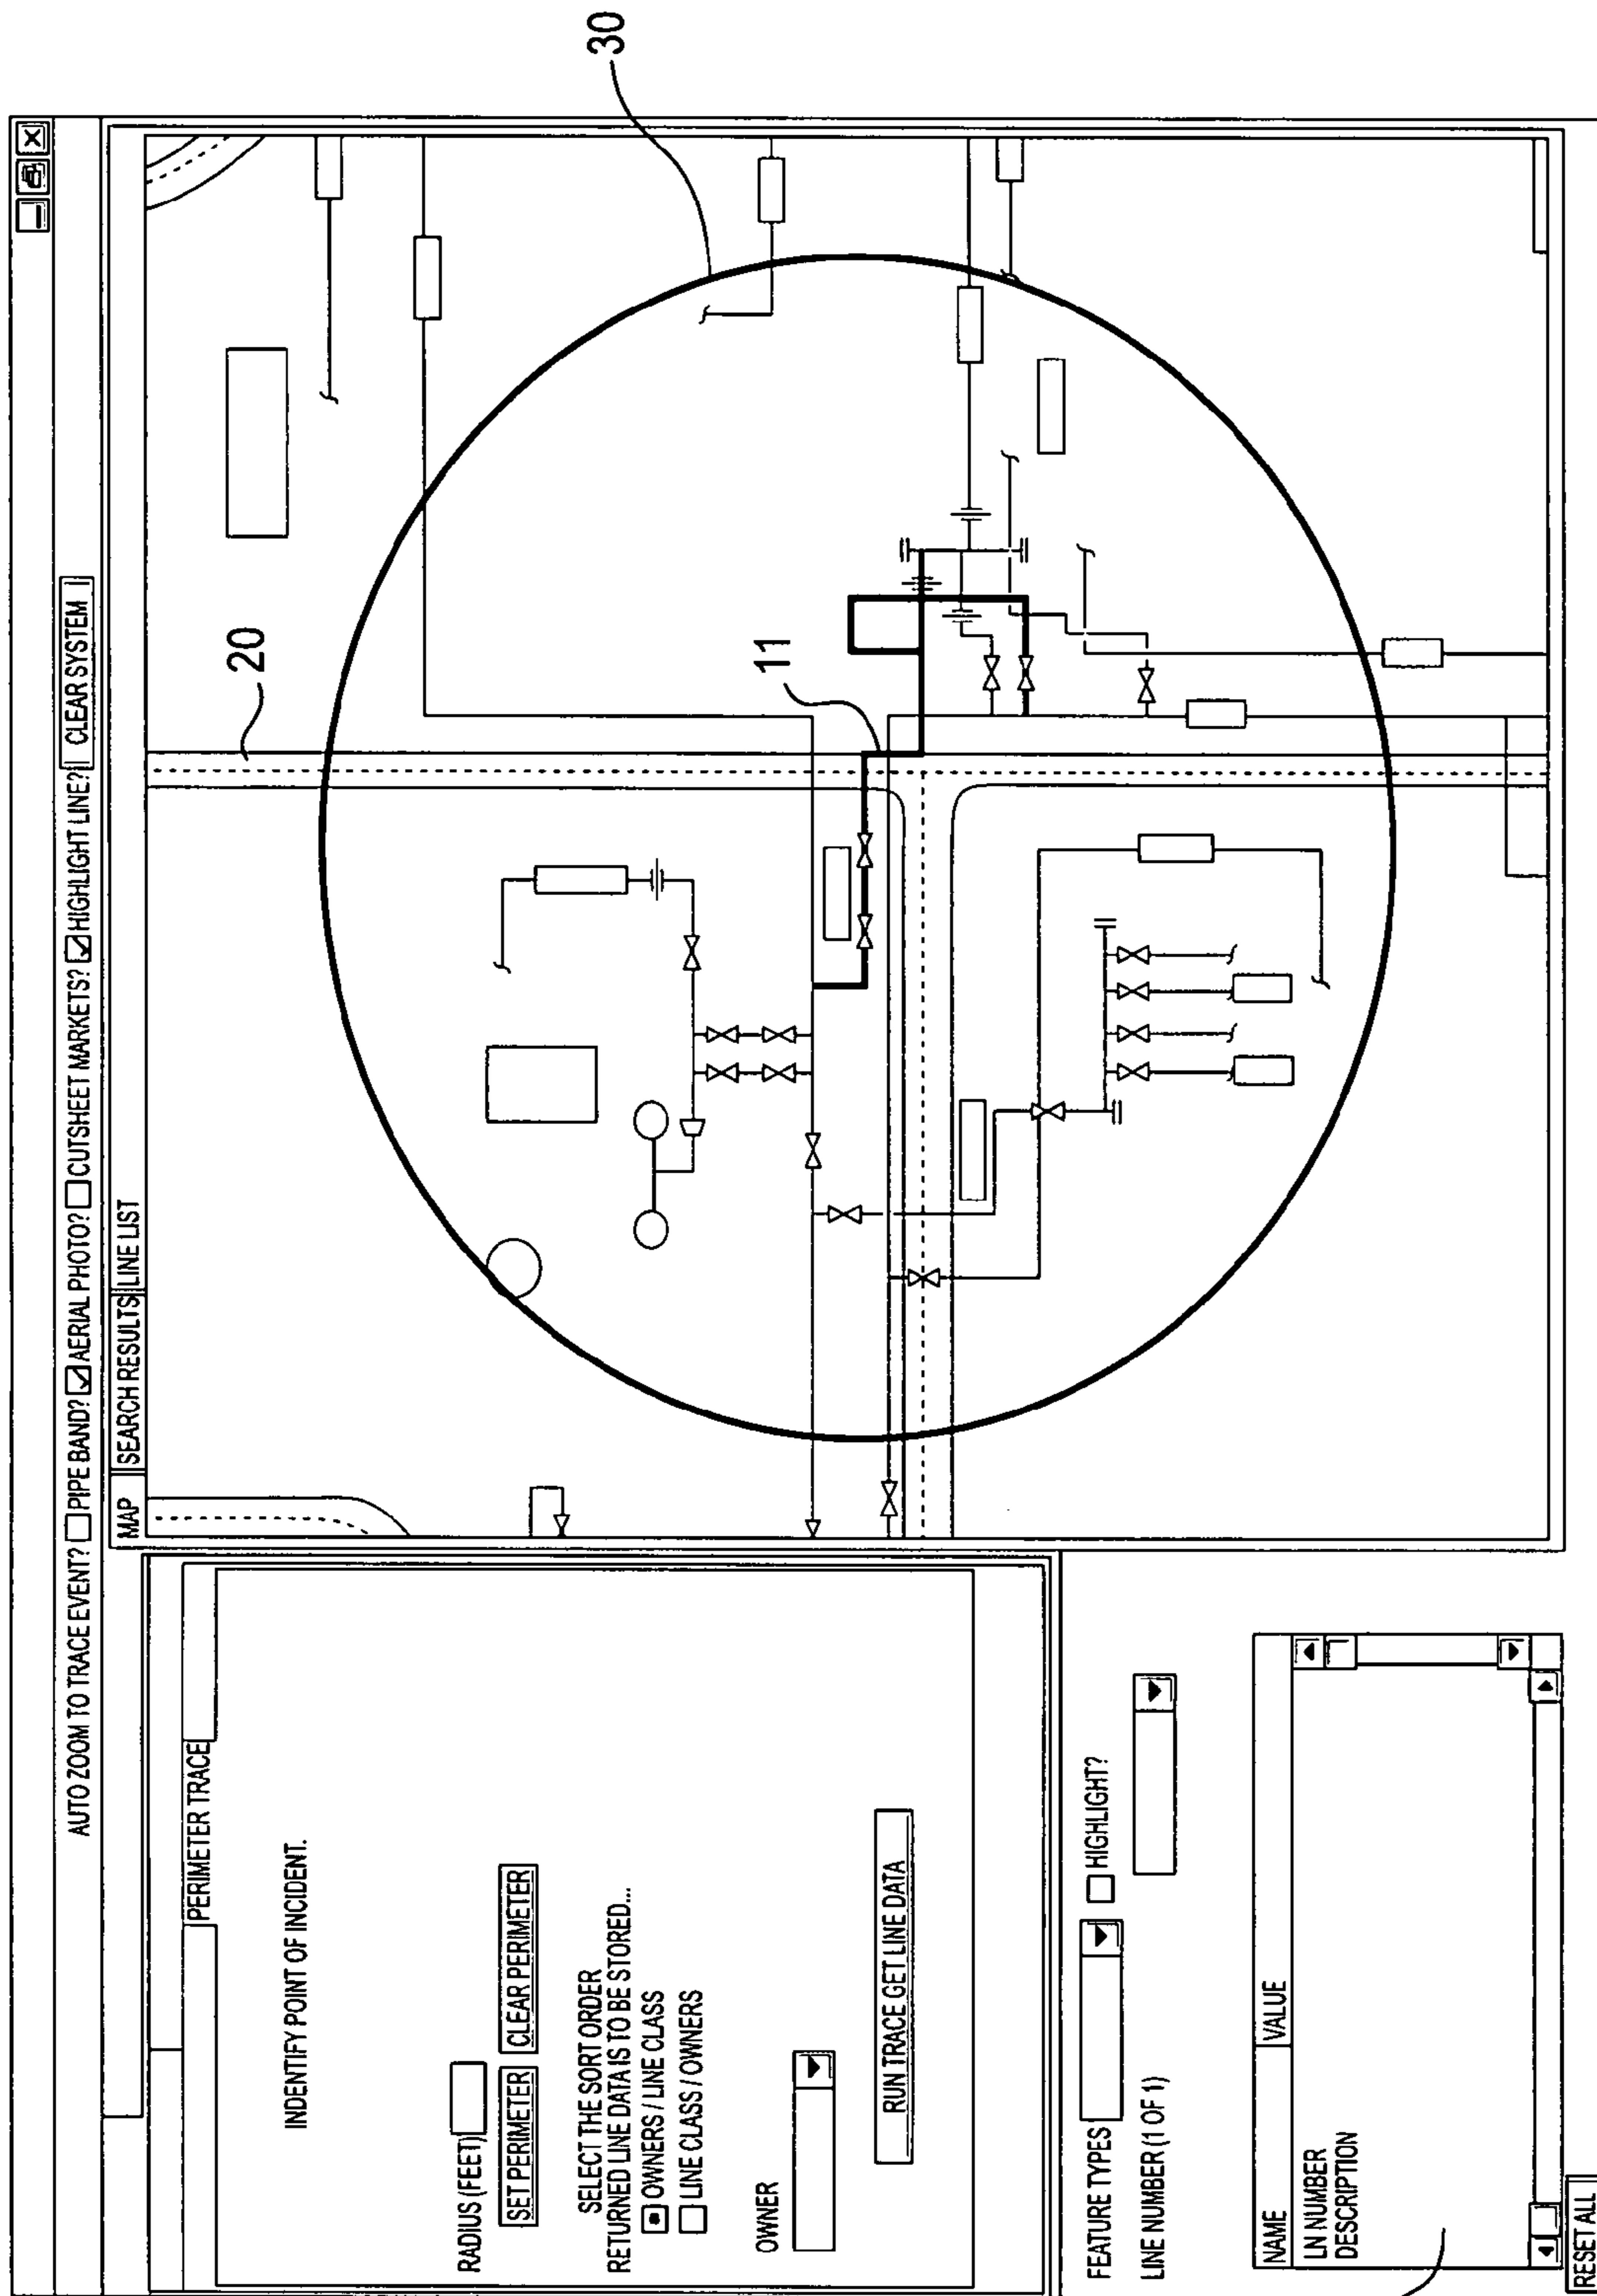 AUTO ZOOM TO TRACE EVENT? PIPE BAND? AERIAL PHOTO? CUTSHEET MARKETS? HIGHLIGHT LINE? CLEAR SYSTEM
MAP SEARCH RESULTS LINE LIST
PERIMETER TRACE
INDENTIFY POINT OF INCIDENT.
RADIUS (FEET)
SET PERIMETER CLEAR PERIMETER
SELECT THE SORT ORDER
RETURNED LINE DATA IS TO BE STORED...
OWNERS / LINE CLASS
LINE CLASS / OWNERS
OWNER
RUN TRACE GET LINE DATA
FEATURE TYPES HIGHLIGHT?
LINE NUMBER (1 OF 1)
NAME VALUE
LN NUMBER
DESCRIPTION
RESET ALL
20
11
30